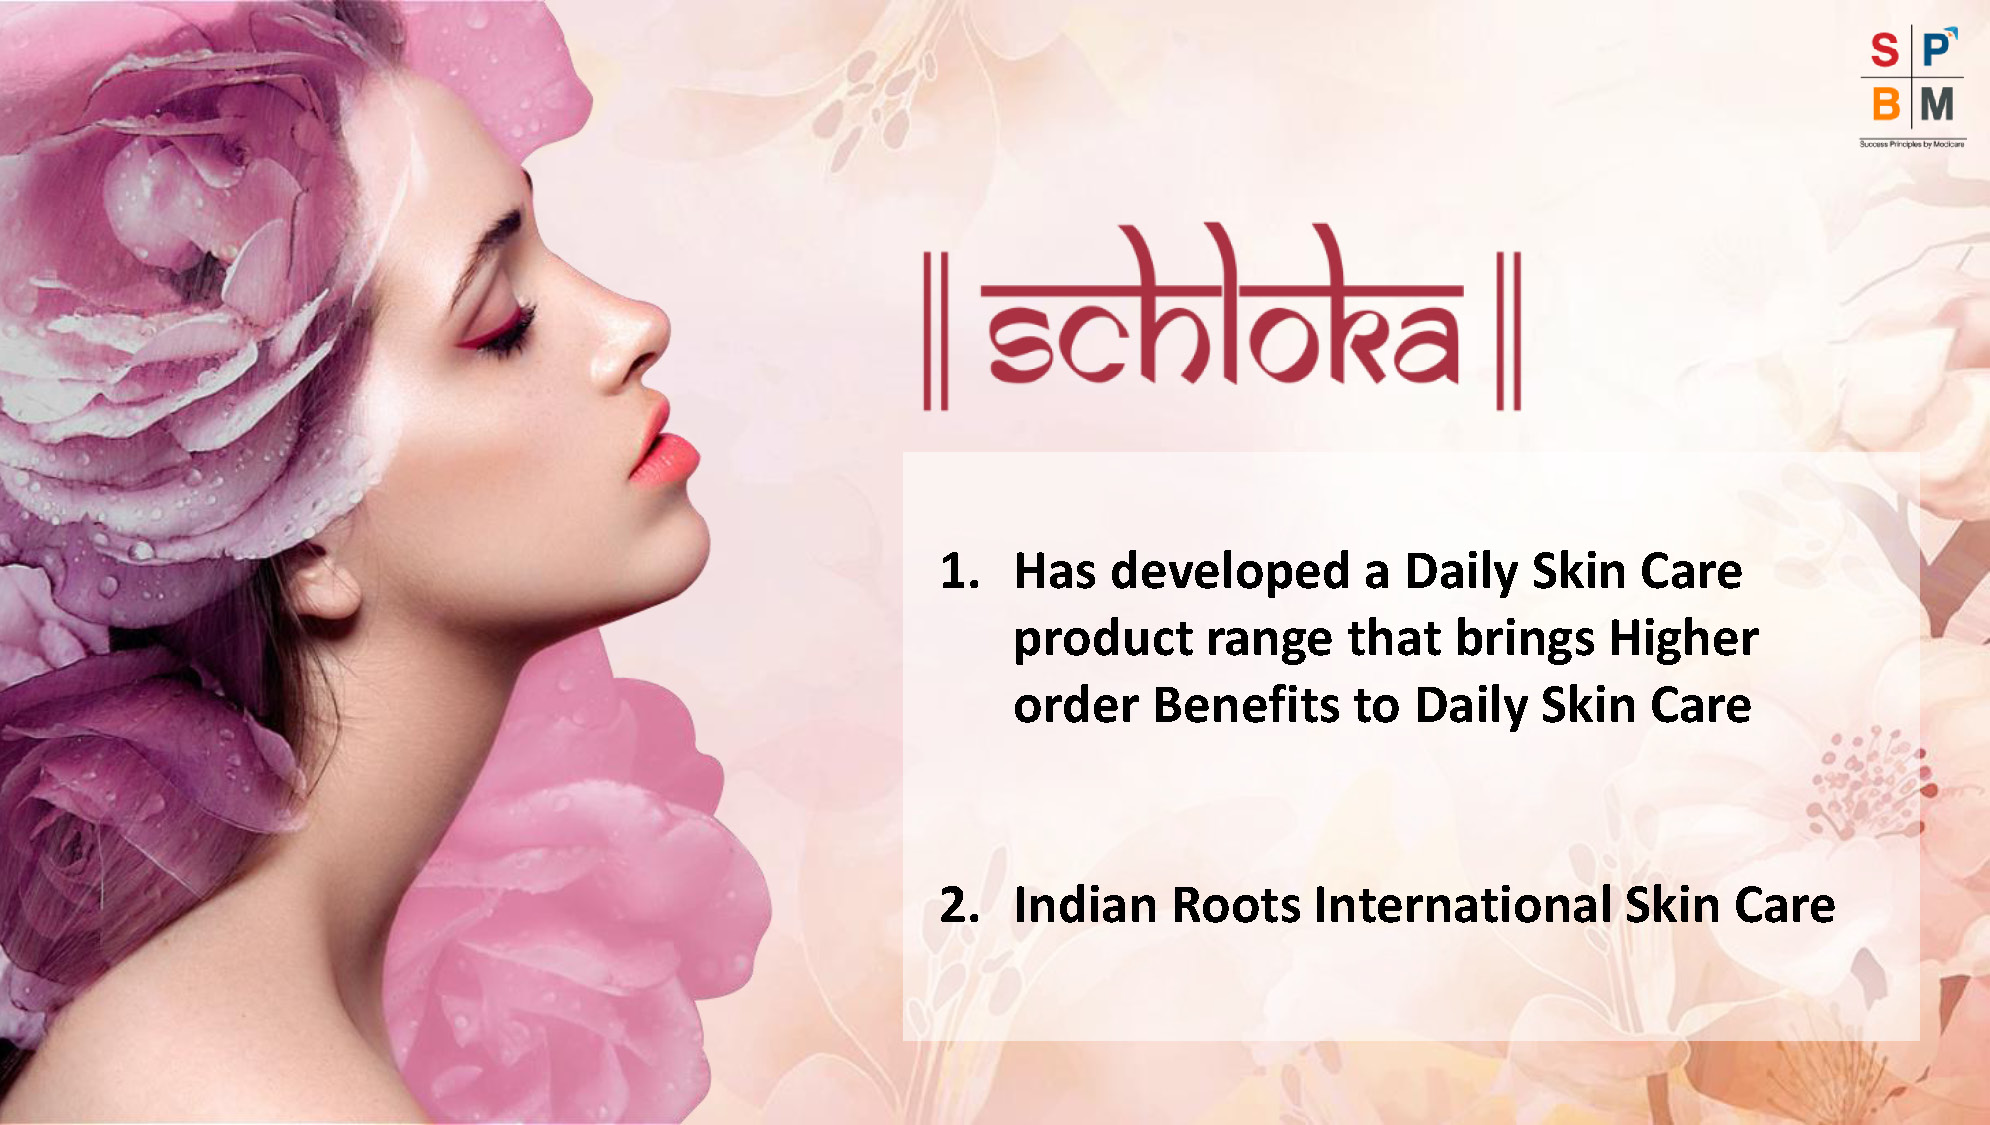 S P
B M
Success Principles by Modicare
schloka
1. Has developed a Daily Skin Care
product range that brings Higher
order Benefits to Daily Skin Care
2. Indian Roots International Skin Care